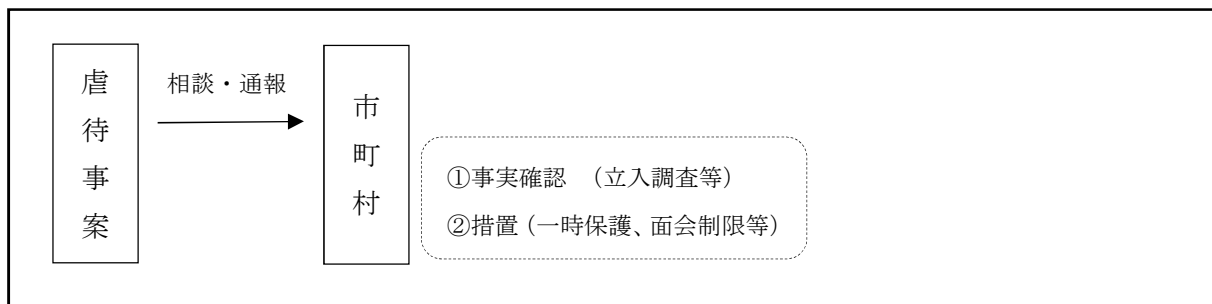 虐待事案
相談・通報
市町村
①事実確認　（立入調査等）
②措置（一時保護、面会制限等）